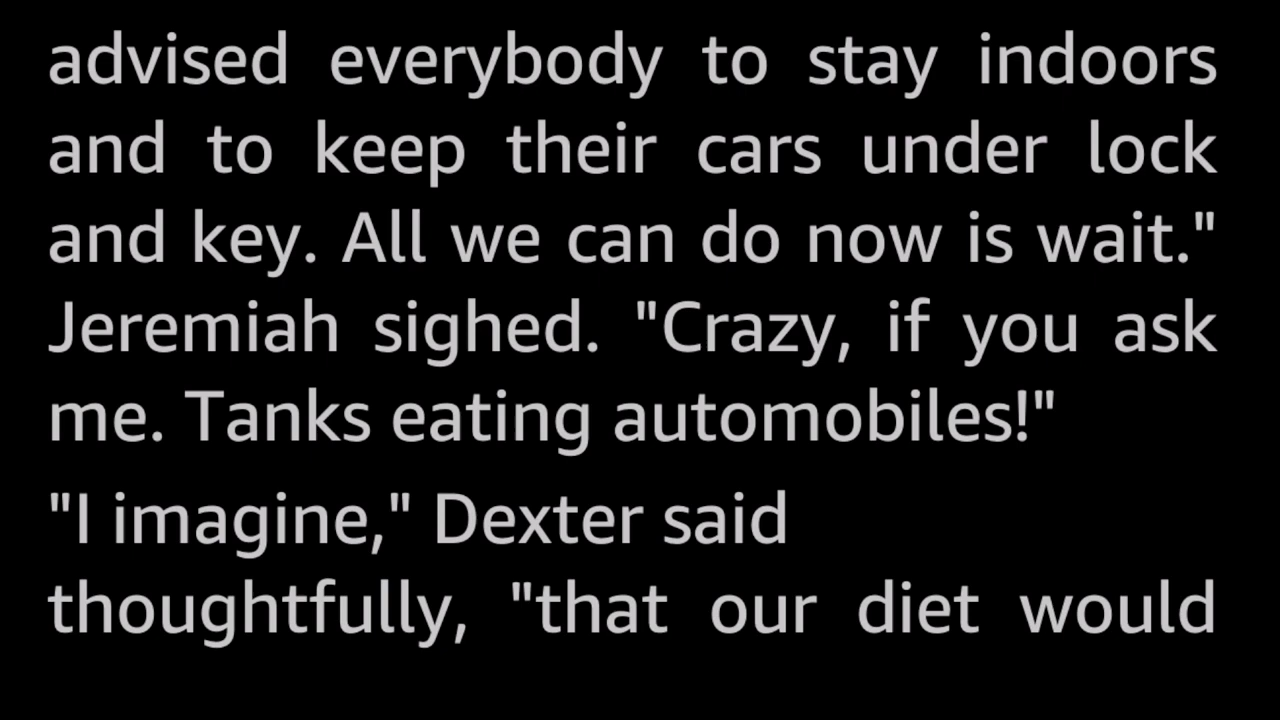 advised everybody to stay indoors
and to keep their cars under lock
and key. All we can do now is wait."
Jeremiah sighed. "Crazy, if you ask
me. Tanks eating automobiles!"
"I imagine," Dexter said
thoughtfully, "that our diet would